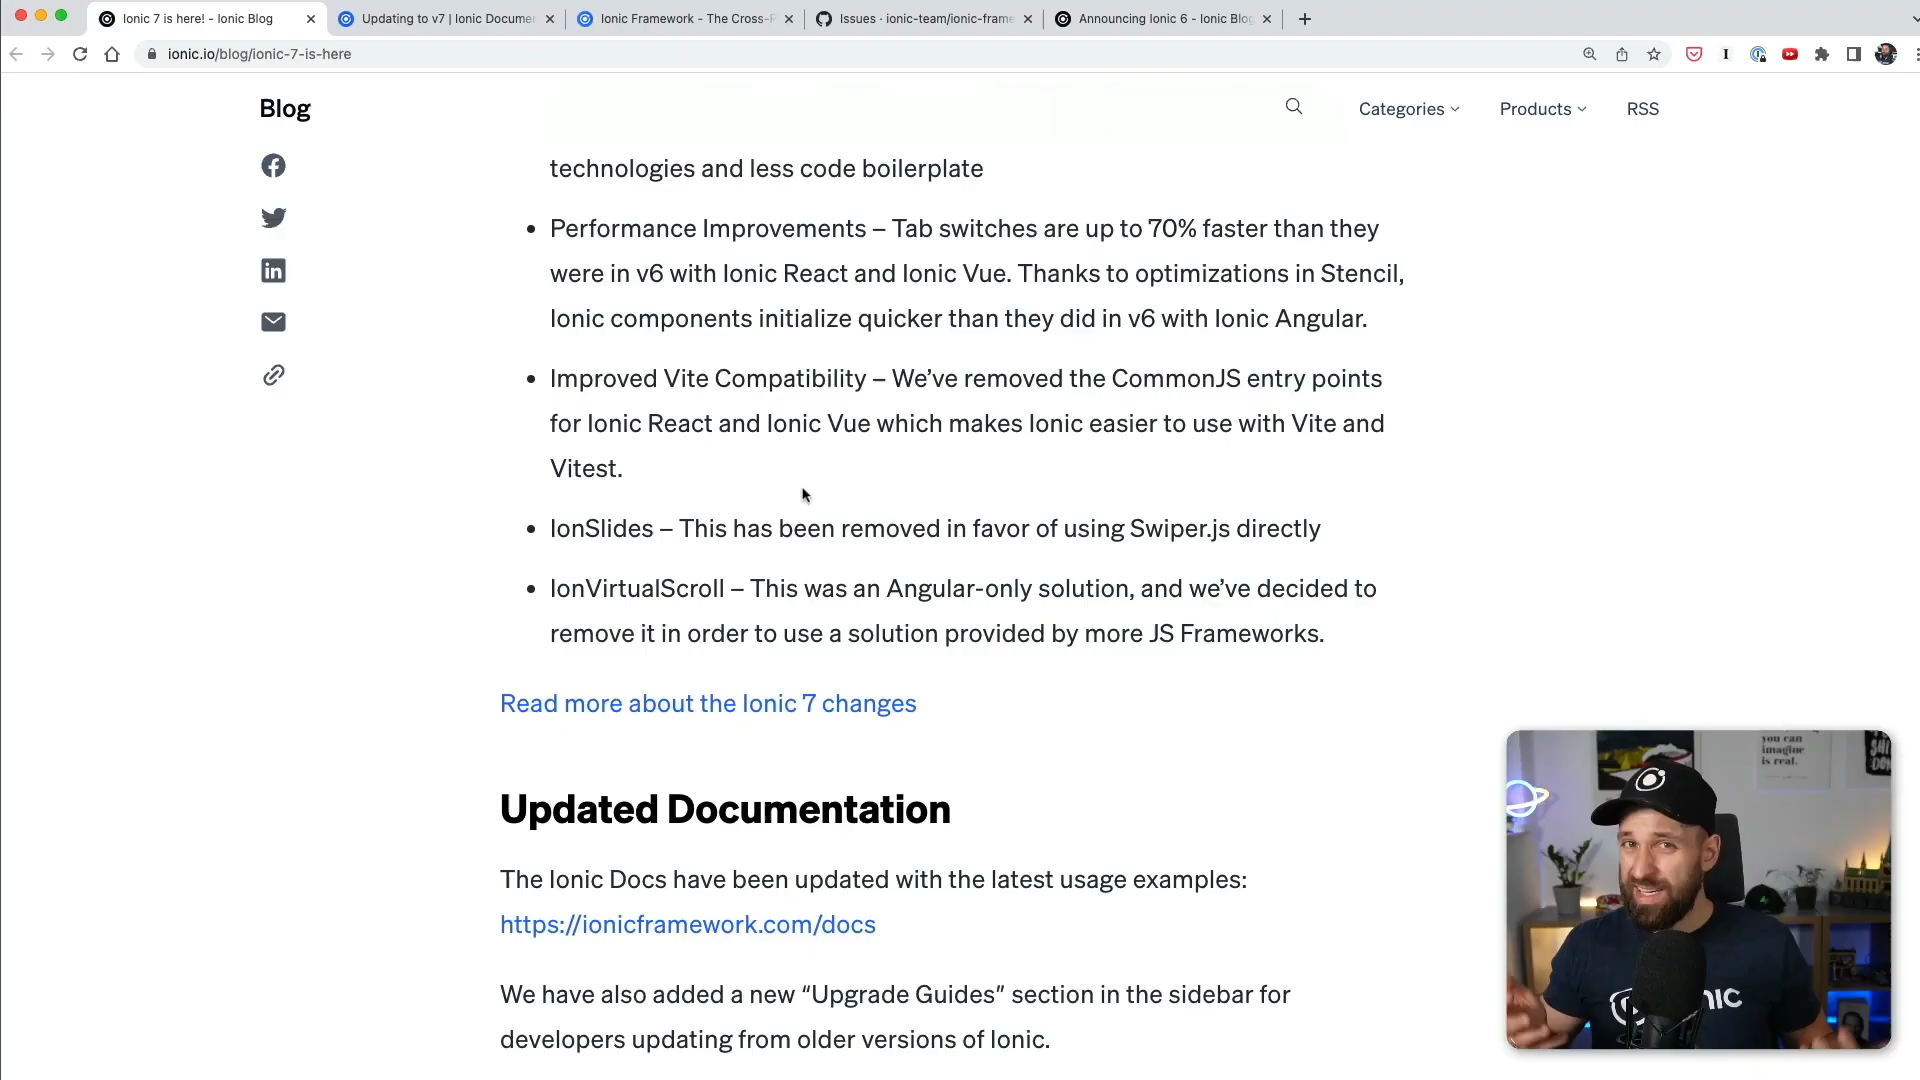 Ionic 7 is here! - Ionic Blog
Updating to v7 | Ionic Documen
Ionic Framework - The Cross-P
Issues · ionic-team/ionic-frame
Announcing Ionic 6 - Ionic Blog
ionic.io/blog/ionic-7-is-here
Blog
Categories
Products
RSS
technologies and less code boilerplate
• Performance Improvements – Tab switches are up to 70% faster than they
were in v6 with Ionic React and Ionic Vue. Thanks to optimizations in Stencil,
Ionic components initialize quicker than they did in v6 with Ionic Angular.
• Improved Vite Compatibility – We’ve removed the CommonJS entry points
for Ionic React and Ionic Vue which makes Ionic easier to use with Vite and
Vitest.
• IonSlides – This has been removed in favor of using Swiper.js directly
• IonVirtualScroll – This was an Angular-only solution, and we’ve decided to
remove it in order to use a solution provided by more JS Frameworks.
Read more about the Ionic 7 changes
Updated Documentation
The Ionic Docs have been updated with the latest usage examples:
https://ionicframework.com/docs
We have also added a new “Upgrade Guides” section in the sidebar for
developers updating from older versions of Ionic.
you can
imagine
is real.